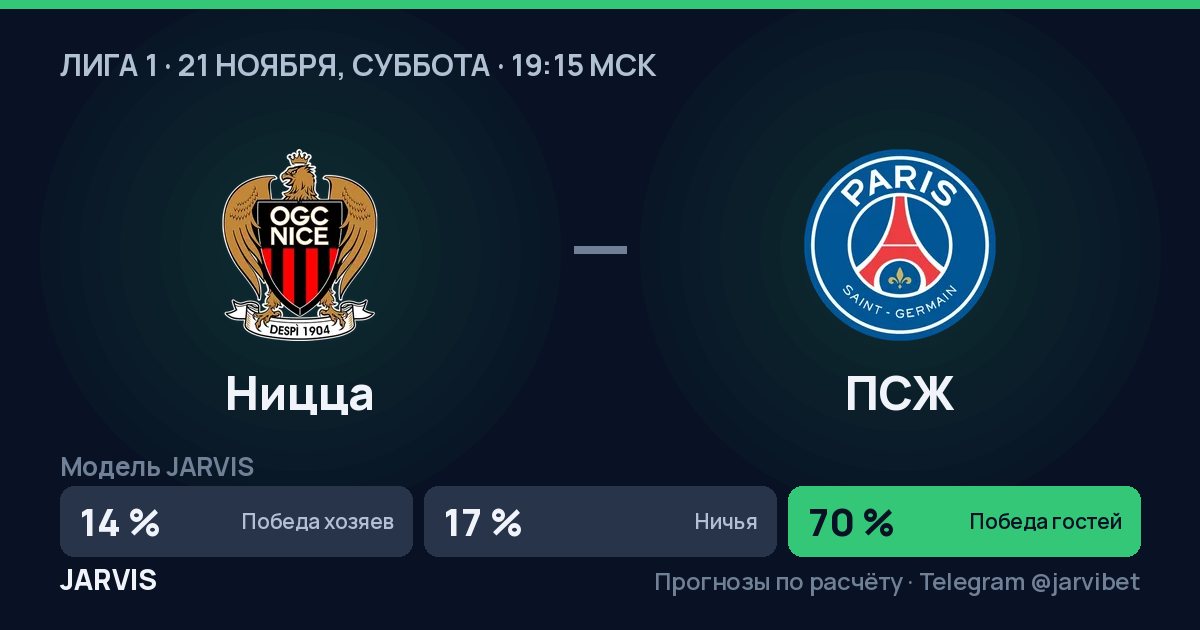 ЛИГА 1 · 21 НОЯБРЯ, СУББОТА · 19:15 МСК
OGC
NICE
DESPÌ 1904
PARIS
SAINT - GERMAIN
Ницца
ПСЖ
Модель JARVIS
14 % Победа хозяев
17 % Ничья
70 % Победа гостей
JARVIS
Прогнозы по расчёту · Telegram @jarvibet